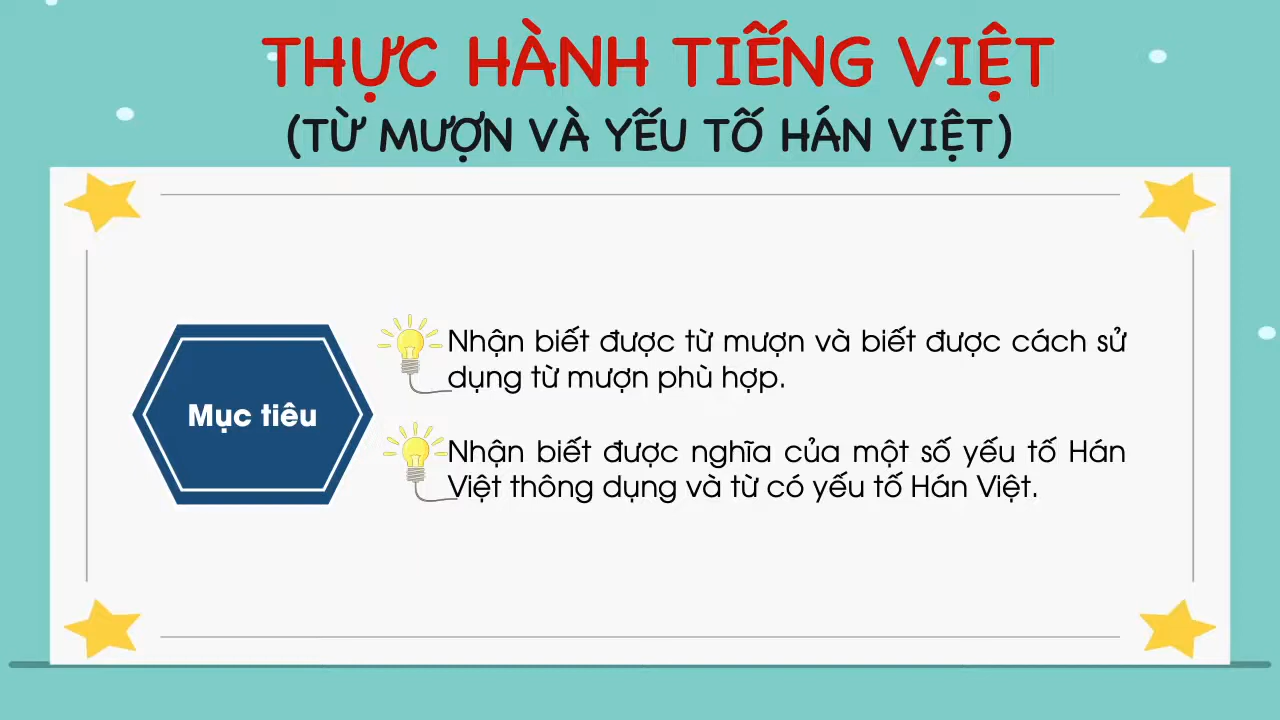 THỰC HÀNH TIẾNG VIỆT
(TỪ MƯỢN VÀ YẾU TỐ HÁN VIỆT)
Mục tiêu
Nhận biết được từ mượn và biết được cách sử
dụng từ mượn phù hợp.
Nhận biết được nghĩa của một số yếu tố Hán
Việt thông dụng và từ có yếu tố Hán Việt.